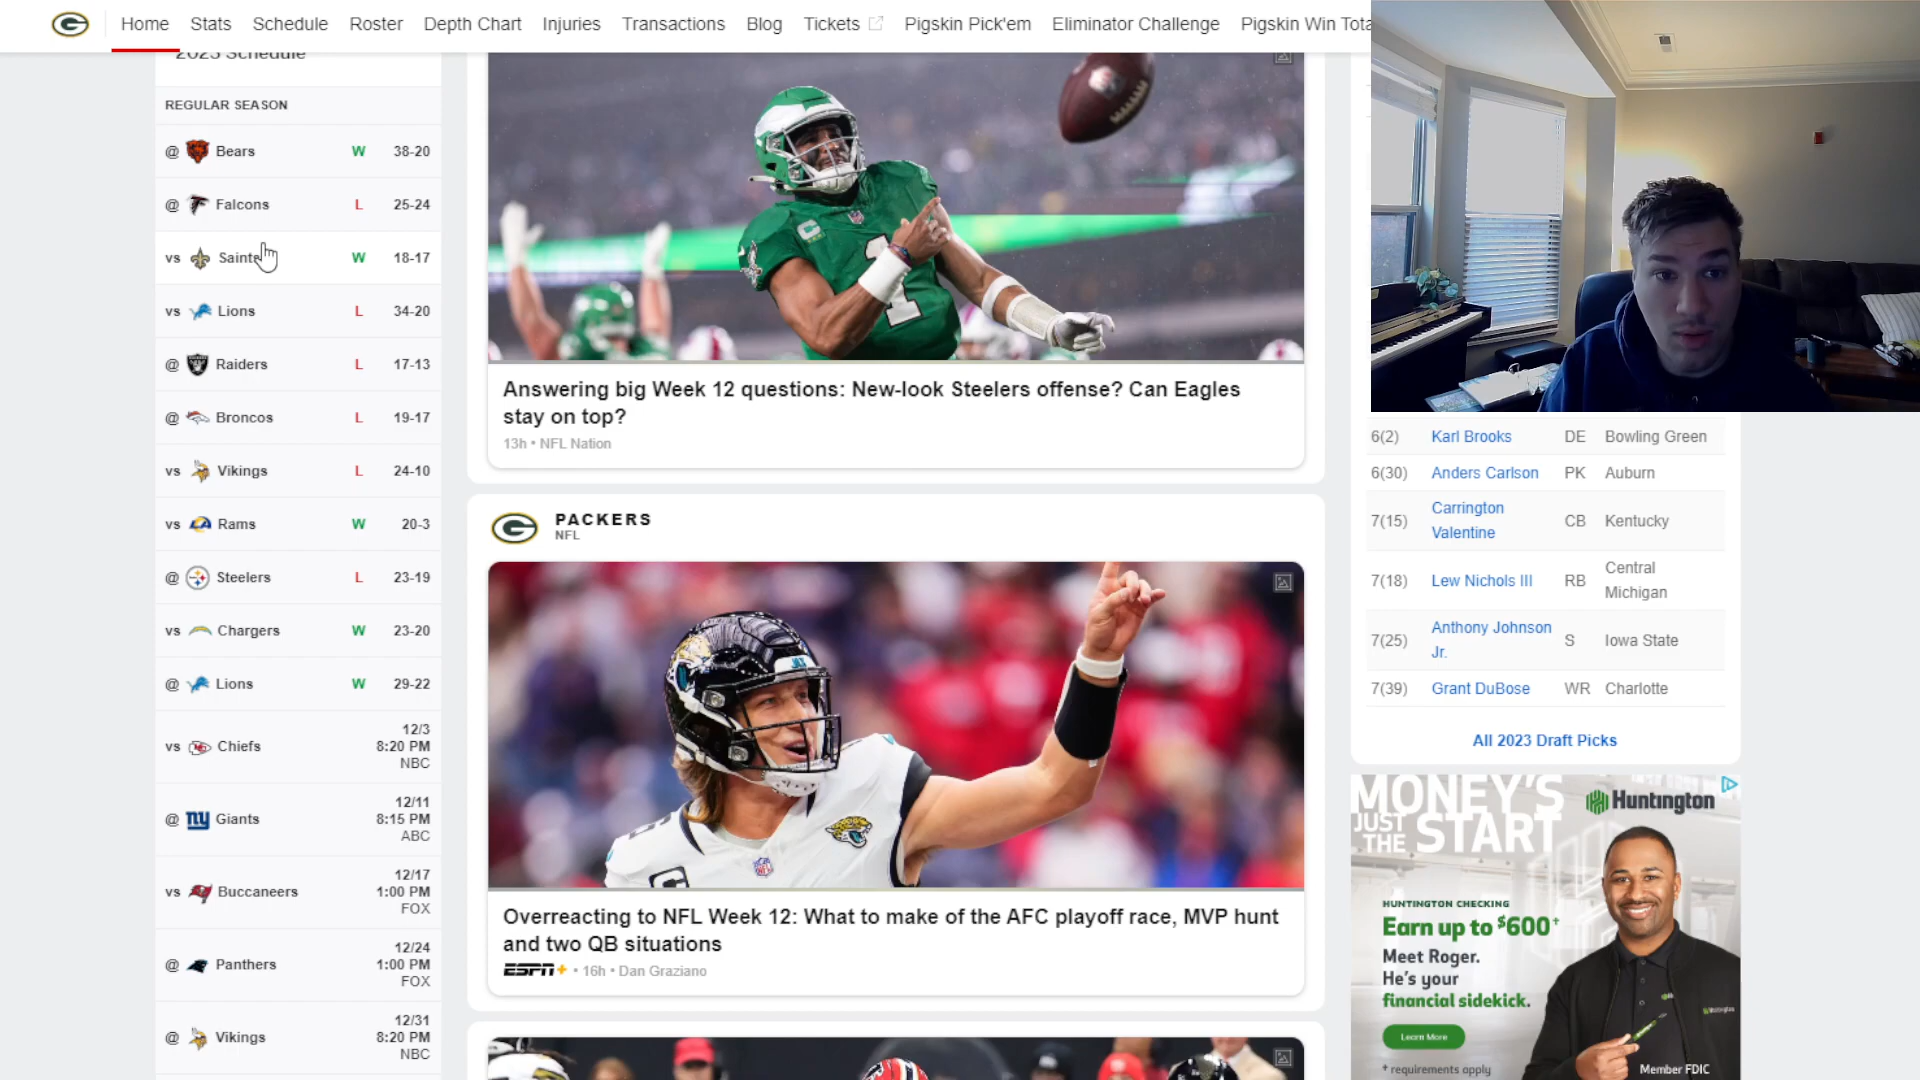 Home Stats Schedule Roster Depth Chart Injuries Transactions Blog Tickets Pigskin Pick'em Eliminator Challenge Pigskin Win
2023 Schedule
REGULAR SEASON
@ Bears W 38-20
@ Falcons L 25-24
vs Saints W 18-17
vs Lions L 34-20
@ Raiders L 17-13
@ Broncos L 19-17
vs Vikings L 24-10
vs Rams W 20-3
@ Steelers L 23-19
vs Chargers W 23-20
@ Lions W 29-22
12/3
vs Chiefs 8:20 PM
NBC
12/11
@ Giants 8:15 PM
ABC
12/17
vs Buccaneers 1:00 PM
FOX
12/24
@ Panthers 1:00 PM
FOX
12/31
@ Vikings 8:20 PM
NBC
C
1
Answering big Week 12 questions: New-look Steelers offense? Can Eagles
stay on top?
13h • NFL Nation
G PACKERS
NFL
Overreacting to NFL Week 12: What to make of the AFC playoff race, MVP hunt
and two QB situations
ESPN+ • 16h • Dan Graziano
6(2) Karl Brooks DE Bowling Green
6(30) Anders Carlson PK Auburn
7(15) Carrington Valentine CB Kentucky
7(18) Lew Nichols III RB Central Michigan
7(25) Anthony Johnson Jr. S Iowa State
7(39) Grant DuBose WR Charlotte
All 2023 Draft Picks
MONEY'S
JUST THE START
Huntington
HUNTINGTON CHECKING
Earn up to $600+
Meet Roger.
He's your
financial sidekick.
Learn More
+ requirements apply
Member FDIC